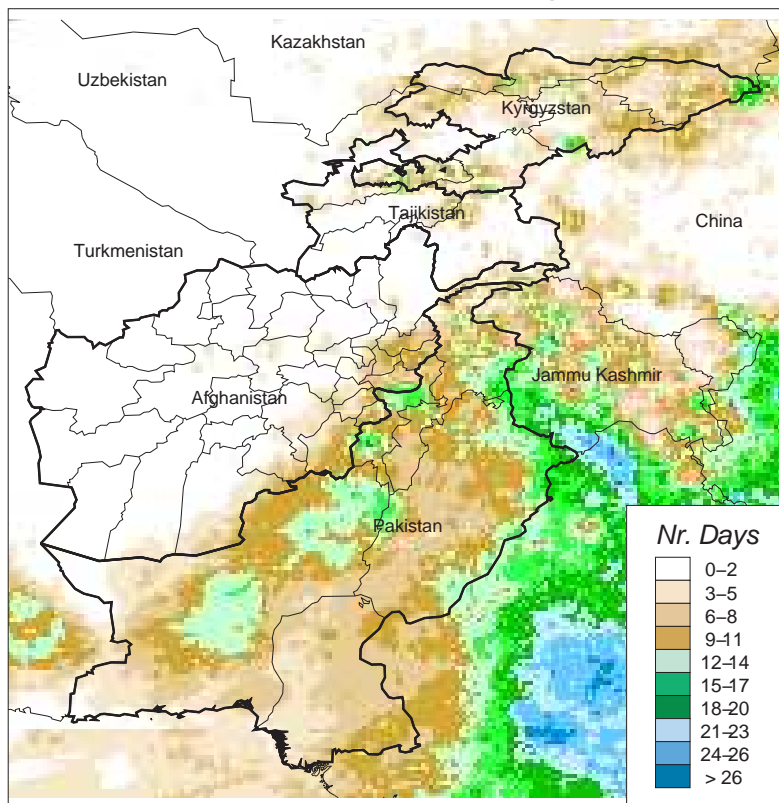 Kazakhstan
Uzbekistan
Kyrgyzstan
Tajikistan
China
Turkmenistan
Jammu Kashmir
Afghanistan
Pakistan
Nr. Days
0–2
3–5
6–8
9–11
12–14
15–17
18–20
21–23
24–26
> 26